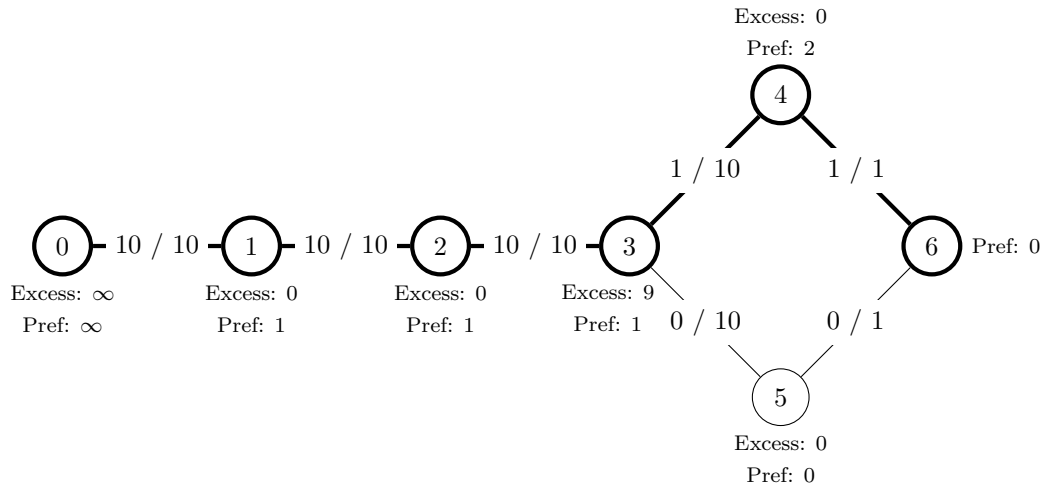 Excess: 0
Pref: 2
4
1 / 10
1 / 1
0
10 / 10
1
10 / 10
2
10 / 10
3
6
Pref: 0
Excess: ∞
Pref: ∞
Excess: 0
Pref: 1
Excess: 0
Pref: 1
Excess: 9
Pref: 1
0 / 10
0 / 1
5
Excess: 0
Pref: 0